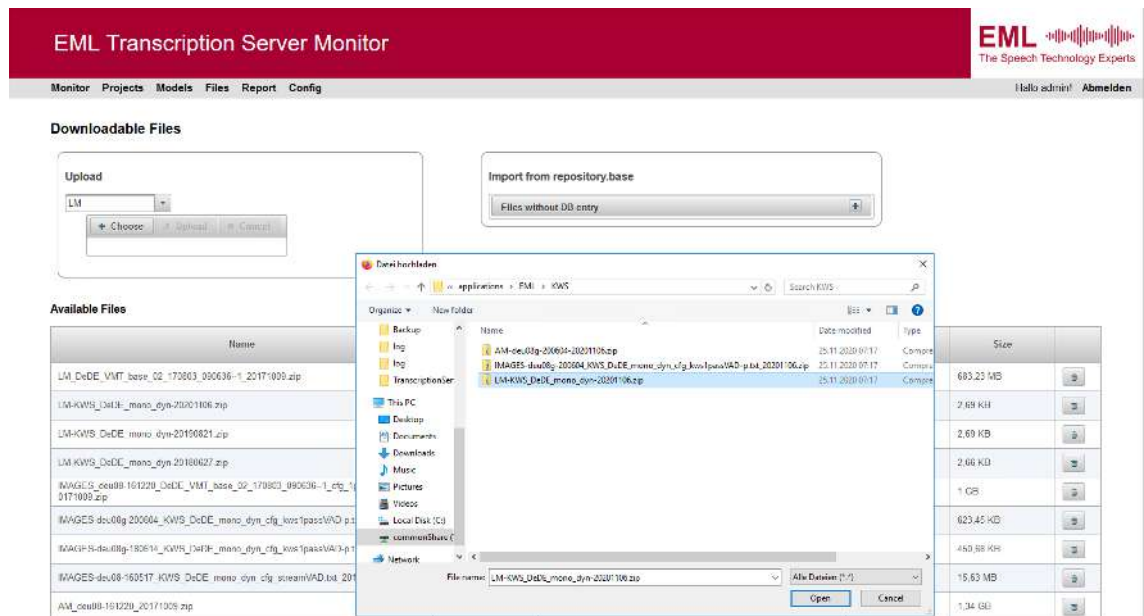 EML Transcription Server Monitor
EML
The Speech Technology Experts
Monitor Projects Models Files Report Config
Hallo admin! Abmelden
Downloadable Files
Upload
LM
+ Choose Upload Cancel
Import from repository.base
Files without DB entry
Datei hochladen
« applications › EML › KWS
Search KWS
Organize New folder
Backup
log
log
TranscriptionSer
This PC
Desktop
Documents
Downloads
Music
Pictures
Videos
Local Disk (C:)
commonShare (
Network
Name Date modified Type
AM-deu08g-200604-20201106.zip 25.11.2020 07:17 Compre
IMAGES-deu08g-200604_KWS_DeDE_mono_dyn_cfg_kws1passVAD-p.txt_20201106.zip 25.11.2020 07:17 Compre
LM-KWS_DeDE_mono_dyn-20201106.zip 25.11.2020 07:17 Compre
File name: LM-KWS_DeDE_mono_dyn-20201106.zip
Alle Dateien (*.*)
Open Cancel
Available Files
Name Size
LM_DeDE_VMT_base_02_170803_090636--1_20171009.zip 683,23 MB
LM-KWS_DeDE_mono_dyn-20201106.zip 2,69 KB
LM-KWS_DeDE_mono_dyn-20190821.zip 2,69 KB
LM-KWS_DeDE_mono_dyn-20180627.zip 2,66 KB
IMAGES_deu08-161220_DeDE_VMT_base_02_170803_090636--1_cfg_1p
0171009.zip 1 GB
IMAGES-deu08g-200604_KWS_DeDE_mono_dyn_cfg_kws1passVAD-p.t 623,45 KB
IMAGES-deu08g-180614_KWS_DeDE_mono_dyn_cfg_kws1passVAD-p.t 450,68 KB
IMAGES-deu08-160517_KWS_DeDE_mono_dyn_cfg_streamVAD.txt_201 15,63 MB
AM_deu08-161220_20171009.zip 1,34 GB